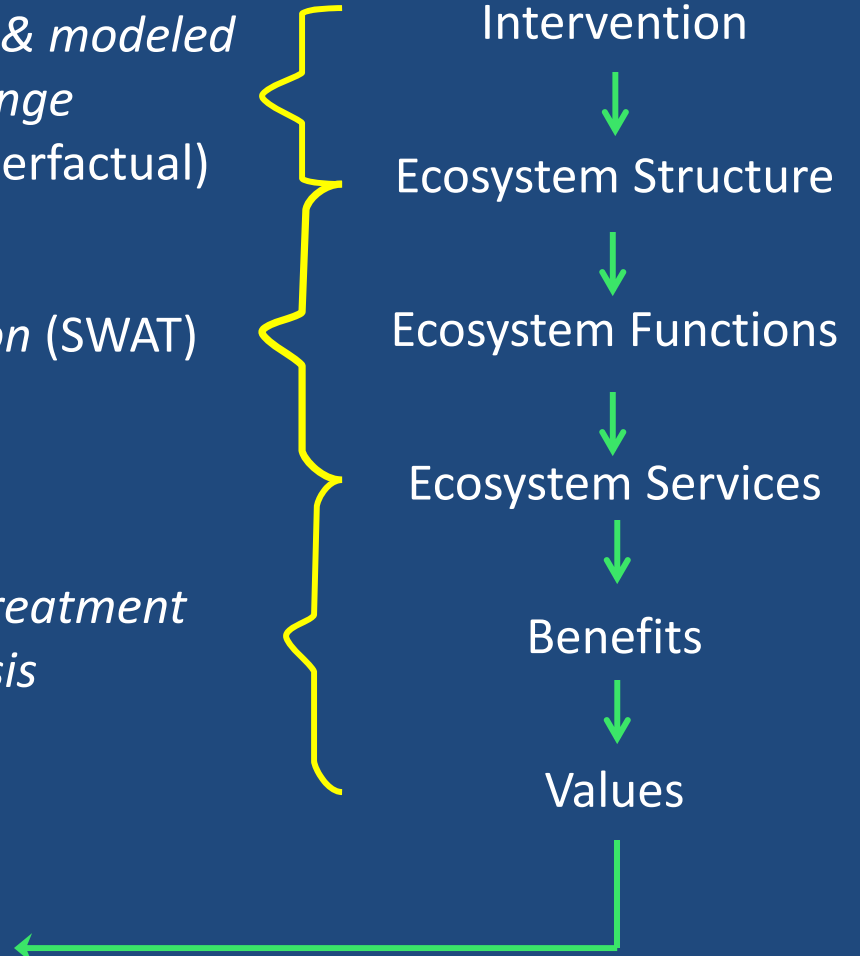 & modeled
nge
erfactual)
on (SWAT)
reatment
sis
Intervention
Ecosystem Structure
Ecosystem Functions
Ecosystem Services
Benefits
Values